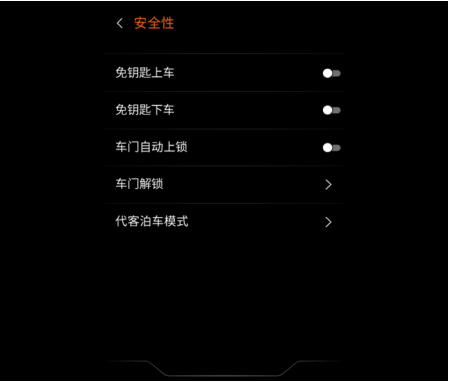 安全性
免钥匙上车
免钥匙下车
车门自动上锁
车门解锁
代客泊车模式